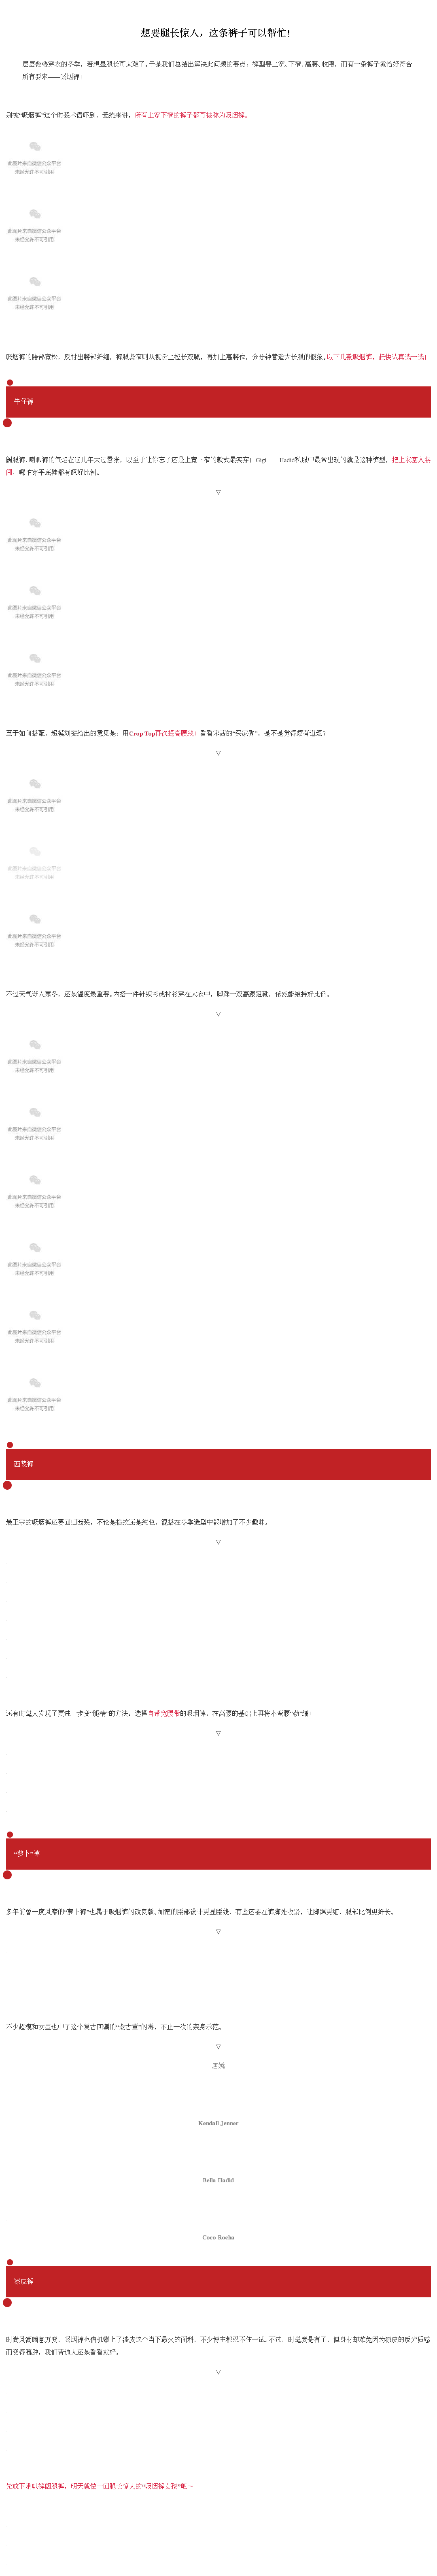 想要腿长惊人，这条裤子可以帮忙！
层层叠叠穿衣的冬季，若想显腿长可太难了。于是我们总结出解决此问题的要点：裤型要上宽、下窄、高腰、收腰，而有一条裤子就恰好符合
所有要求——吸烟裤！
别被“吸烟裤”这个时装术语吓到，笼统来讲，所有上宽下窄的裤子都可被称为吸烟裤。
此图片来自微信公众平台
未经允许不可引用
此图片来自微信公众平台
未经允许不可引用
此图片来自微信公众平台
未经允许不可引用
吸烟裤的胯部宽松，反衬出腰部纤细，裤腿变窄则从视觉上拉长双腿，再加上高腰位，分分钟营造大长腿的假象。以下几款吸烟裤，赶快认真选一选！
牛仔裤
阔腿裤、喇叭裤的气焰在这几年太过嚣张，以至于让你忘了还是上宽下窄的款式最实穿！Gigi Hadid私服中最常出现的就是这种裤型，把上衣塞入腰
间，哪怕穿平底鞋都有超好比例。
▽
此图片来自微信公众平台
未经允许不可引用
此图片来自微信公众平台
未经允许不可引用
此图片来自微信公众平台
未经允许不可引用
至于如何搭配，超模刘雯给出的意见是：用Crop Top再次提高腰线！看看宋茜的“买家秀”，是不是觉得颇有道理？
▽
此图片来自微信公众平台
未经允许不可引用
此图片来自微信公众平台
未经允许不可引用
此图片来自微信公众平台
未经允许不可引用
不过天气渐入寒冬，还是温度最重要。内搭一件针织衫或衬衫穿在大衣中，脚踩一双高跟短靴，依然能维持好比例。
▽
此图片来自微信公众平台
未经允许不可引用
此图片来自微信公众平台
未经允许不可引用
此图片来自微信公众平台
未经允许不可引用
此图片来自微信公众平台
未经允许不可引用
此图片来自微信公众平台
未经允许不可引用
此图片来自微信公众平台
未经允许不可引用
西装裤
最正宗的吸烟裤还要回归西装，不论是格纹还是纯色，混搭在冬季造型中都增加了不少趣味。
▽
还有时髦人发现了更进一步变“腿精”的方法：选择自带宽腰带的吸烟裤，在高腰的基础上再将小蛮腰“勒”细！
▽
“萝卜”裤
多年前曾一度风靡的“萝卜裤”也属于吸烟裤的改良版。加宽的腰部设计更显腰线，有些还要在裤脚处收紧，让脚踝更细，腿部比例更纤长。
▽
不少超模和女星也中了这个复古回潮的“老古董”的毒，不止一次的亲身示范。
▽
唐嫣
Kendall Jenner
Bella Hadid
Coco Rocha
漆皮裤
时尚风潮瞬息万变，吸烟裤也借机攀上了漆皮这个当下最火的面料，不少博主都忍不住一试。不过，时髦度是有了，但身材却难免因为漆皮的反光质感
而变得臃肿，我们普通人还是看看就好。
▽
先放下喇叭裤阔腿裤，明天就做一回腿长惊人的“吸烟裤女孩”吧～